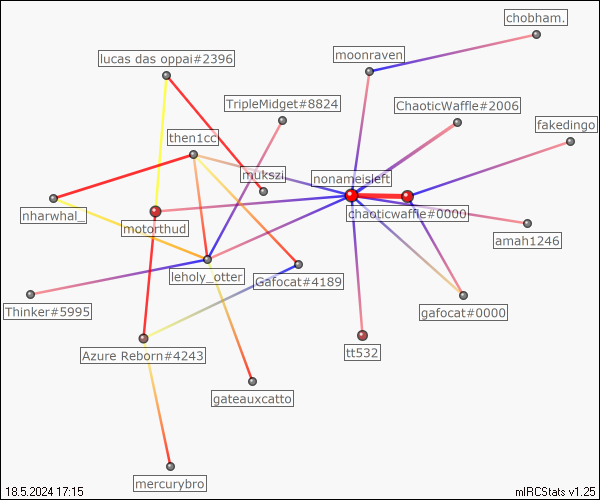 chobham.
moonraven
lucas das oppai#2396
TripleMidget#8824
ChaoticWaffle#2006
fakedingo
then1cc
mukszi
nonameisleft
nharwhal_
motorthud
chaoticwaffle#0000
amah1246
leholy_otter
Gafocat#4189
Thinker#5995
gafocat#0000
Azure Reborn#4243
tt532
gateauxcatto
mercurybro
18.5.2024 17:15
mIRCStats v1.25